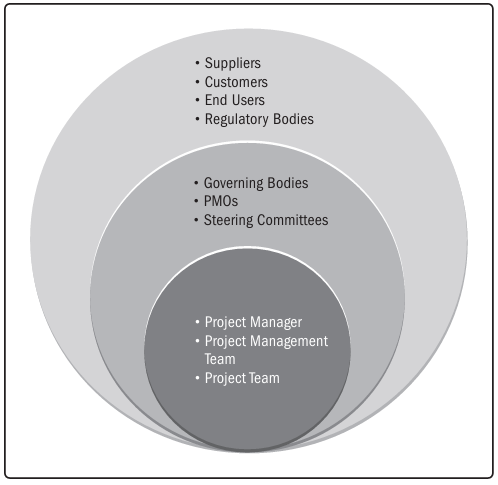 • Suppliers
• Customers
• End Users
• Regulatory Bodies
• Governing Bodies
• PMOs
• Steering Committees
• Project Manager
• Project Management
Team
• Project Team